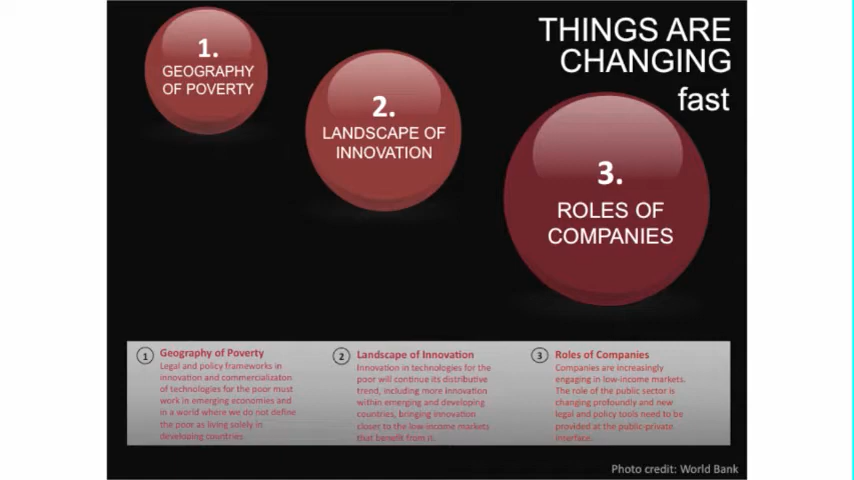 THINGS ARE
CHANGING
fast
1.
GEOGRAPHY
OF POVERTY
2.
LANDSCAPE OF
INNOVATION
3.
ROLES OF
COMPANIES
1
Geography of Poverty
Legal and policy frameworks in
innovation and commercializaton
of technologies for the poor must
work in emerging economies and
in a world where we do not define
the poor as living solely in
developing countries
2
Landscape of Innovation
Innovation in technologies for the
poor will continue its distributive
trend, including more innovation
within emerging and developing
countries, bringing innovation
closer to the low-income markets
that benefit from it.
3
Roles of Companies
Companies are increasingly
engaging in low-income markets.
The role of the public sector is
changing profoundly and new
legal and policy tools need to be
provided at the public-private
interface.
Photo credit: World Bank